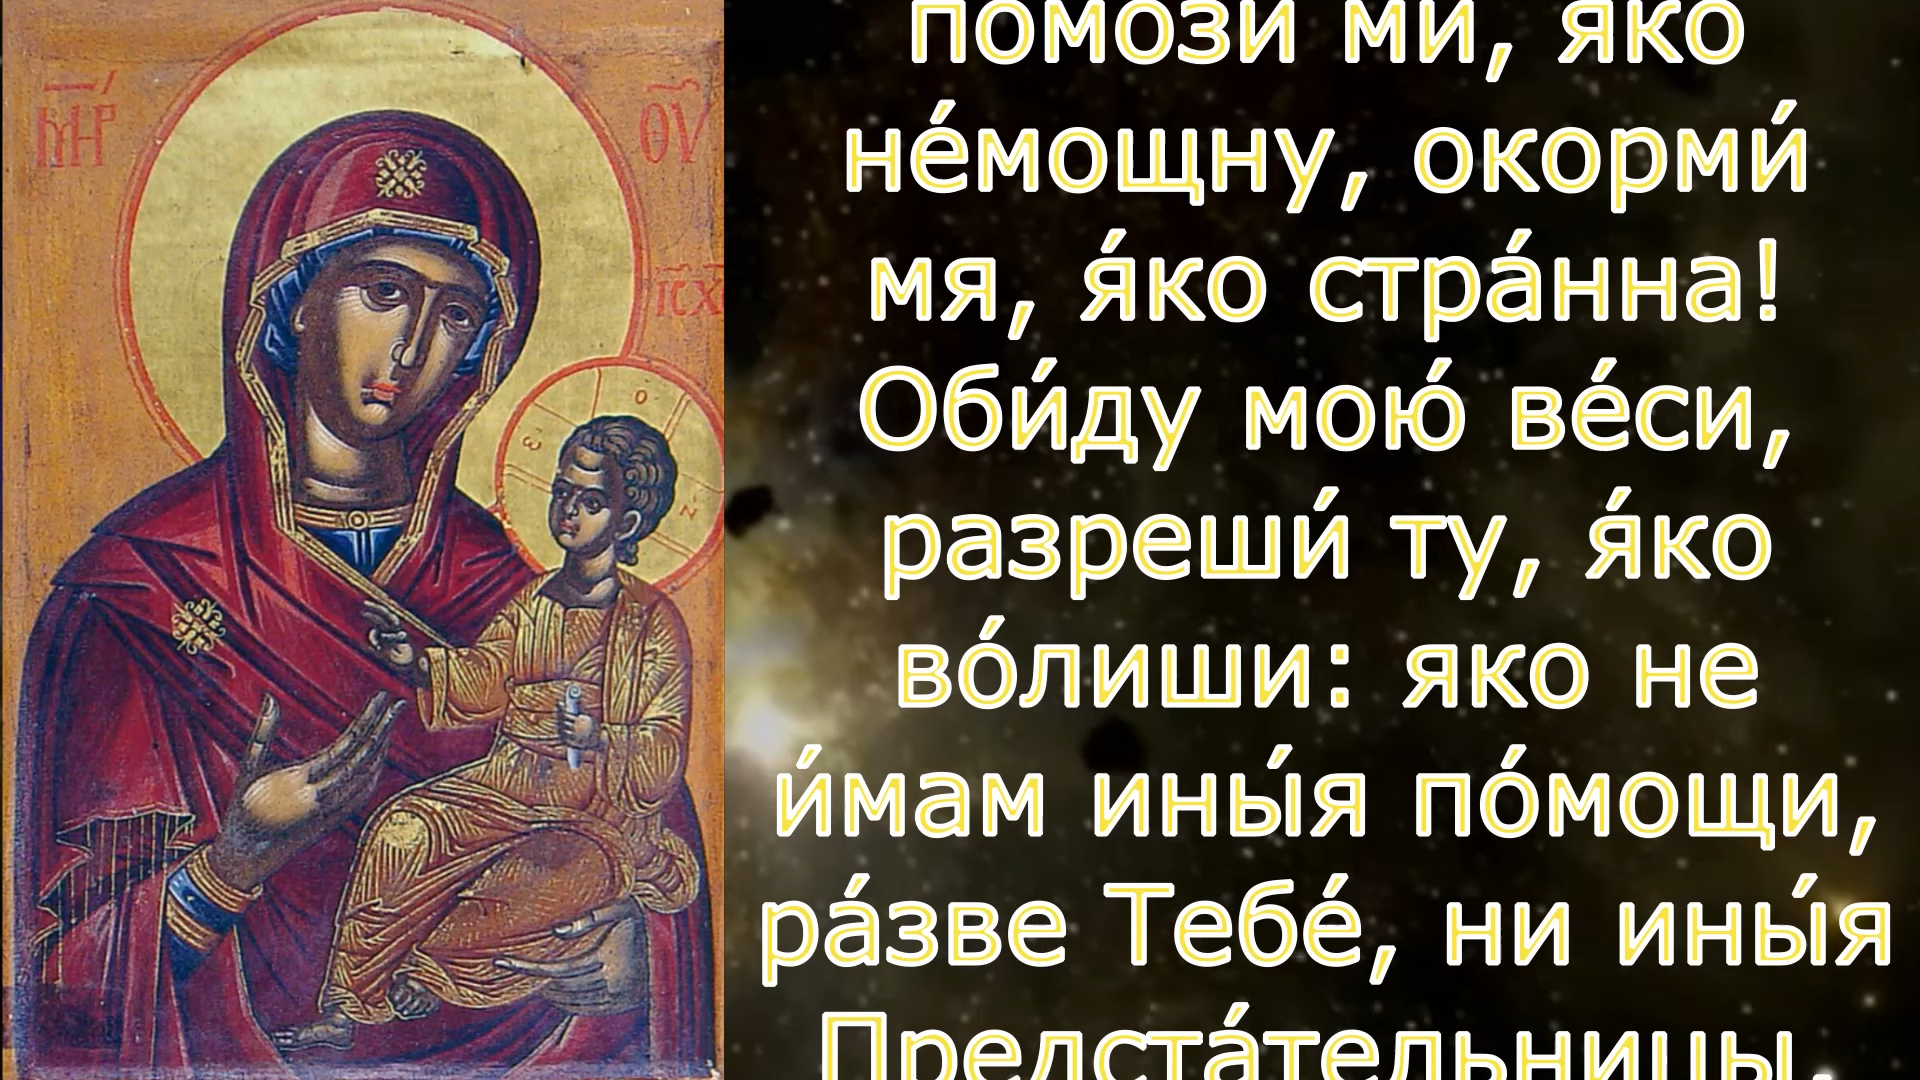 М͠НР
Ѳ͠Ѵ
І͠С Х͠
О
Ѡ
N
помози ми, яко
не́мощну, окорми́
мя, я́ко стра́нна!
Оби́ду мою́ ве́си,
разреши́ ту, я́ко
во́лиши: яко не
и́мам ины́я по́мощи,
ра́зве Тебе́, ни ины́я
Предста́тельницы,